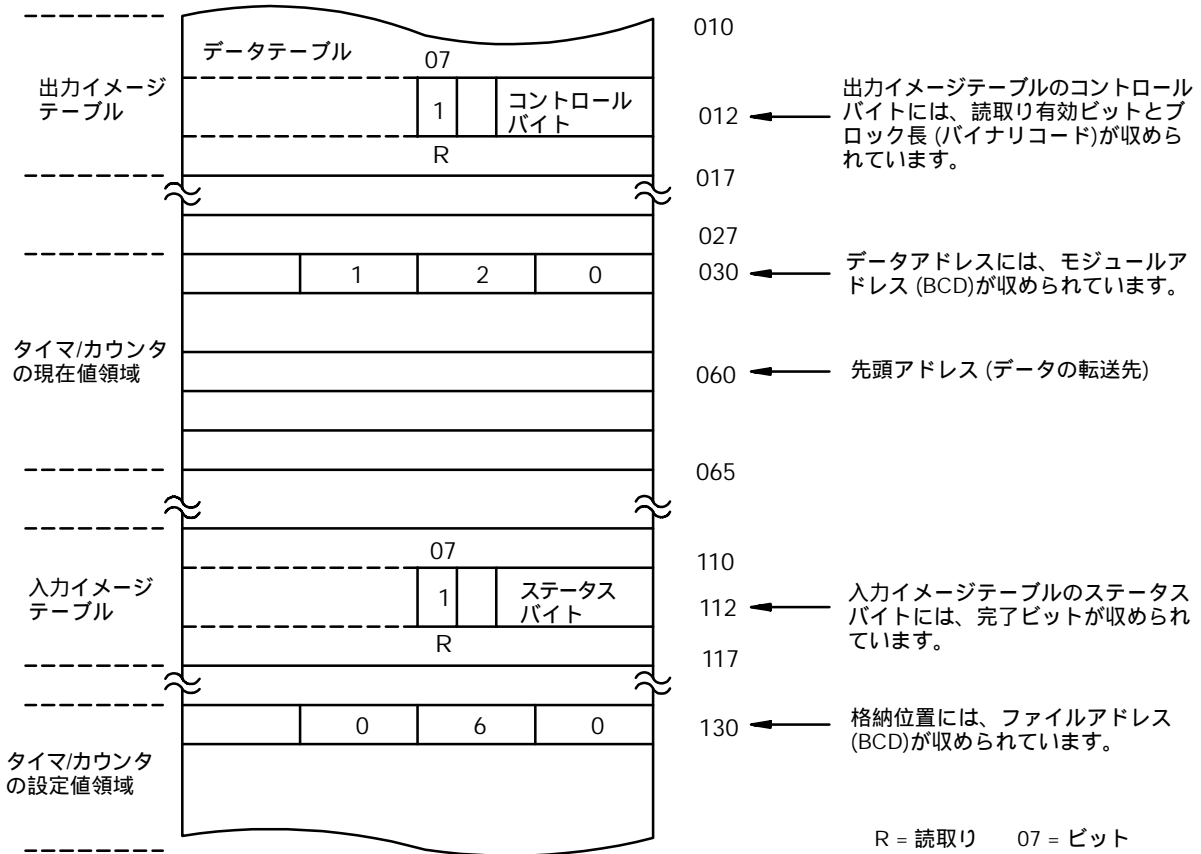 データテーブル
07
010
出力イメージ
テーブル
1
コントロール
バイト
012
出力イメージテーブルのコントロール
バイトには、読取り有効ビットとブ
ロック長 (バイナリコード)が収めら
れています。
R
017
027
1 2 0
030
データアドレスには、モジュールア
ドレス (BCD)が収められています。
タイマ/カウンタ
の現在値領域
060
先頭アドレス (データの転送先)
065
07
110
入力イメージ
テーブル
1
ステータス
バイト
112
入力イメージテーブルのステータス
バイトには、完了ビットが収められ
ています。
R
117
0 6 0
130
格納位置には、ファイルアドレス
(BCD)が収められています。
タイマ/カウンタ
の設定値領域
R = 読取り 07 = ビット